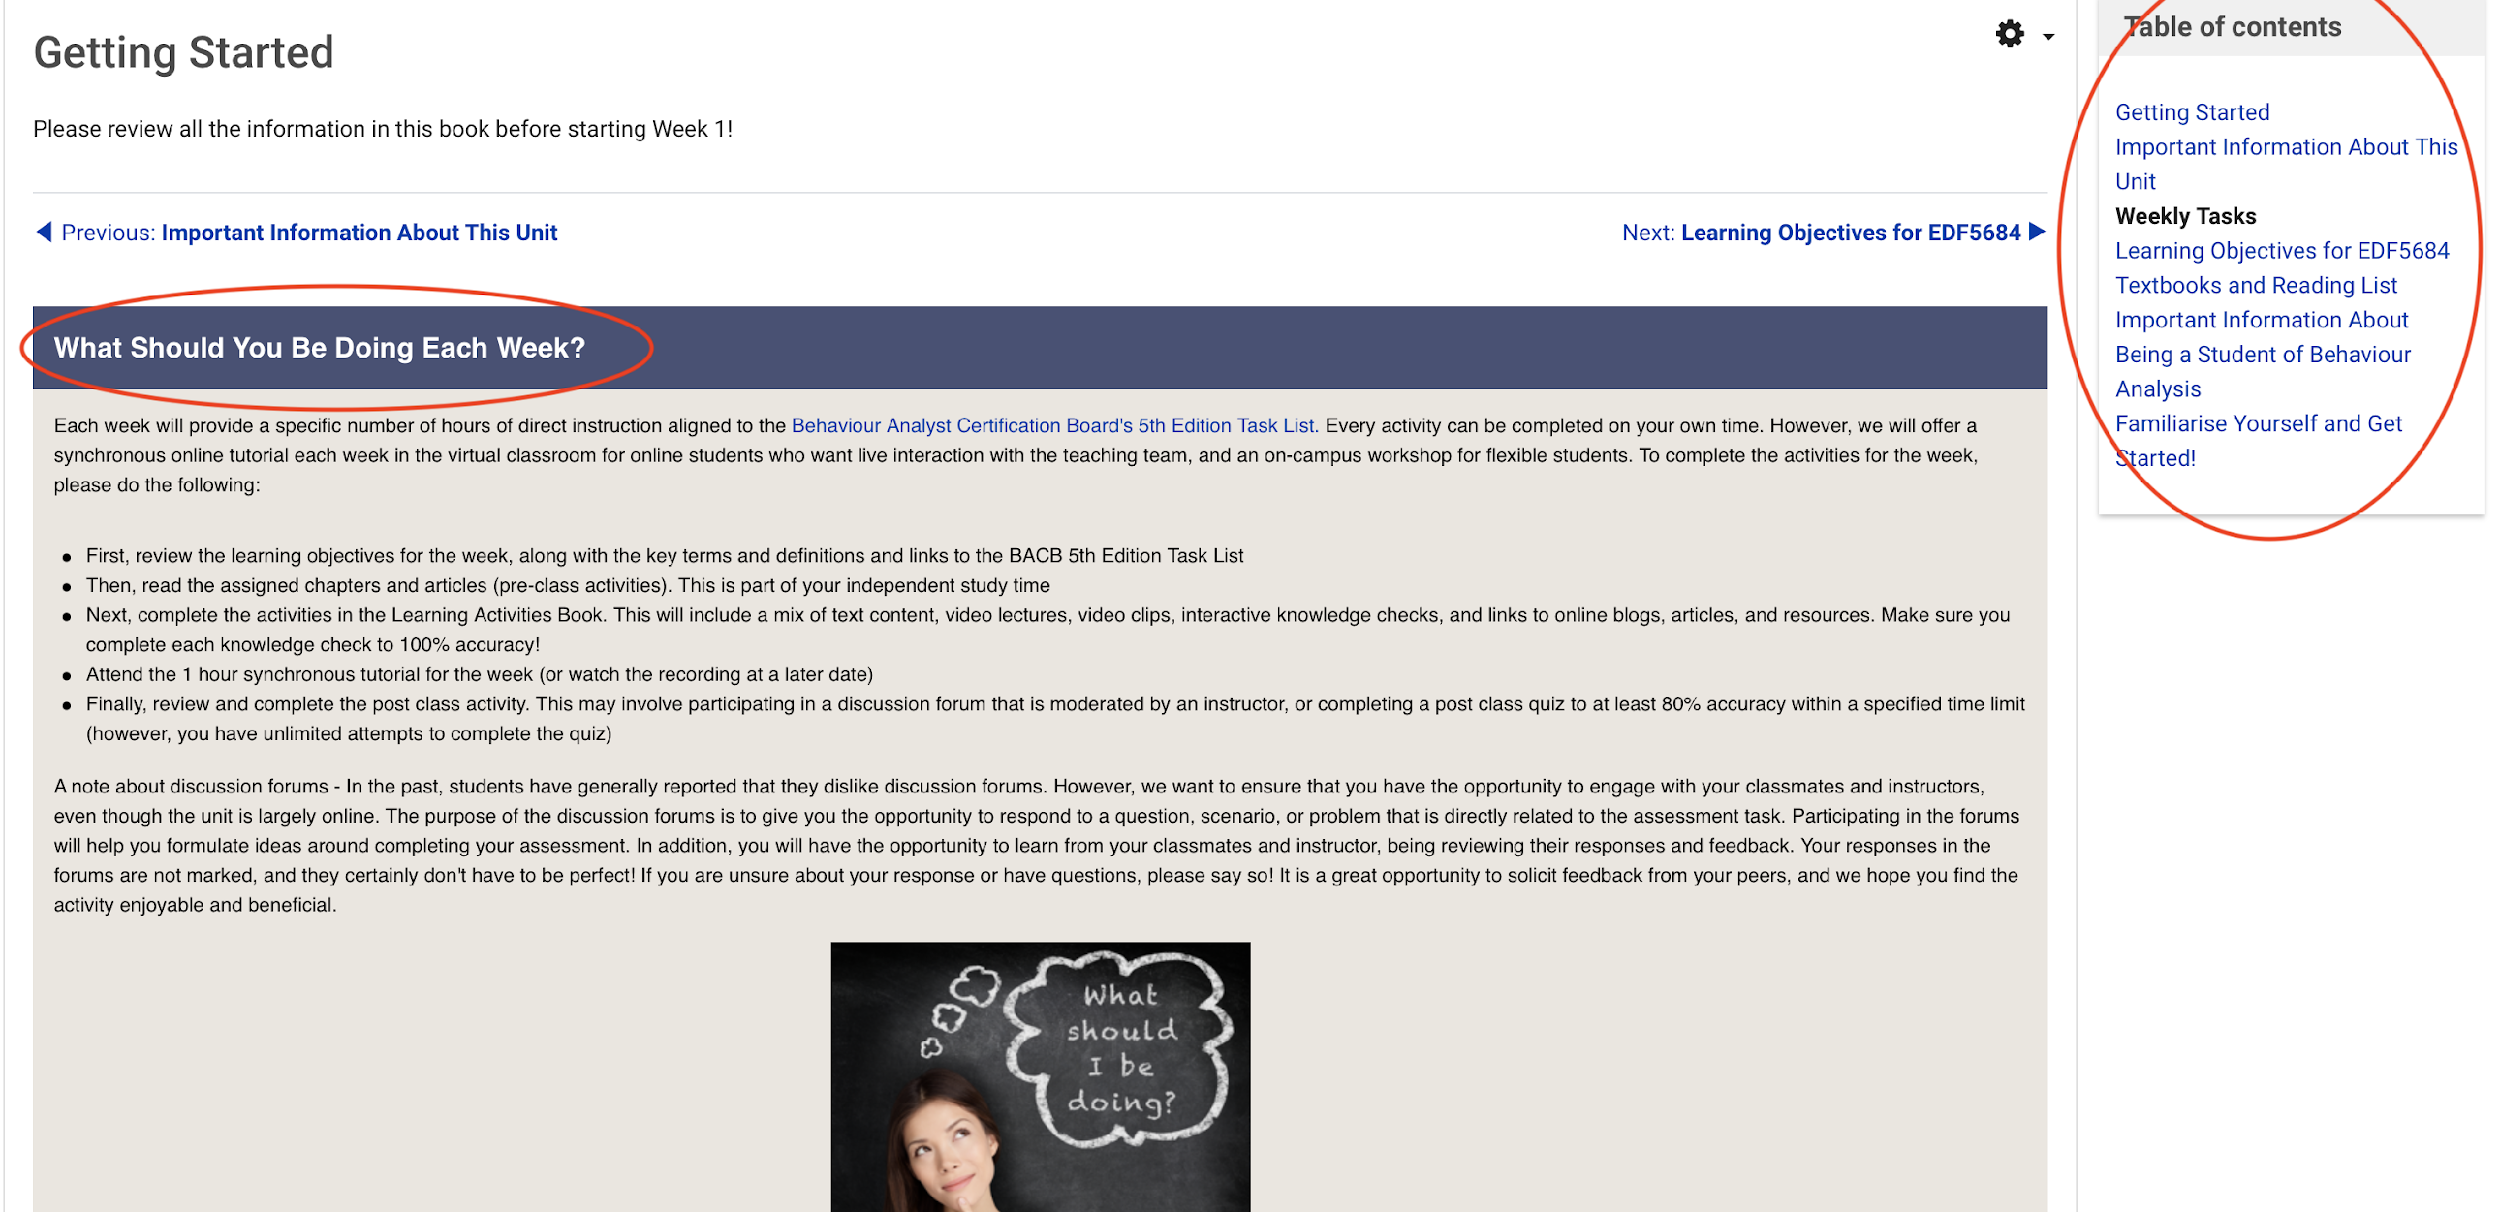 Getting Started
Please review all the information in this book before starting Week 1!
Previous: Important Information About This Unit
Next: Learning Objectives for EDF5684
What Should You Be Doing Each Week?
Each week will provide a specific number of hours of direct instruction aligned to the Behaviour Analyst Certification Board's 5th Edition Task List. Every activity can be completed on your own time. However, we will offer a
synchronous online tutorial each week in the virtual classroom for online students who want live interaction with the teaching team, and an on-campus workshop for flexible students. To complete the activities for the week,
please do the following:
• First, review the learning objectives for the week, along with the key terms and definitions and links to the BACB 5th Edition Task List
• Then, read the assigned chapters and articles (pre-class activities). This is part of your independent study time
• Next, complete the activities in the Learning Activities Book. This will include a mix of text content, video lectures, video clips, interactive knowledge checks, and links to online blogs, articles, and resources. Make sure you
complete each knowledge check to 100% accuracy!
• Attend the 1 hour synchronous tutorial for the week (or watch the recording at a later date)
• Finally, review and complete the post class activity. This may involve participating in a discussion forum that is moderated by an instructor, or completing a post class quiz to at least 80% accuracy within a specified time limit
(however, you have unlimited attempts to complete the quiz)
A note about discussion forums - In the past, students have generally reported that they dislike discussion forums. However, we want to ensure that you have the opportunity to engage with your classmates and instructors,
even though the unit is largely online. The purpose of the discussion forums is to give you the opportunity to respond to a question, scenario, or problem that is directly related to the assessment task. Participating in the forums
will help you formulate ideas around completing your assessment. In addition, you will have the opportunity to learn from your classmates and instructor, being reviewing their responses and feedback. Your responses in the
forums are not marked, and they certainly don't have to be perfect! If you are unsure about your response or have questions, please say so! It is a great opportunity to solicit feedback from your peers, and we hope you find the
activity enjoyable and beneficial.
What
should
I be
doing?
Table of contents
Getting Started
Important Information About This
Unit
Weekly Tasks
Learning Objectives for EDF5684
Textbooks and Reading List
Important Information About
Being a Student of Behaviour
Analysis
Familiarise Yourself and Get
Started!